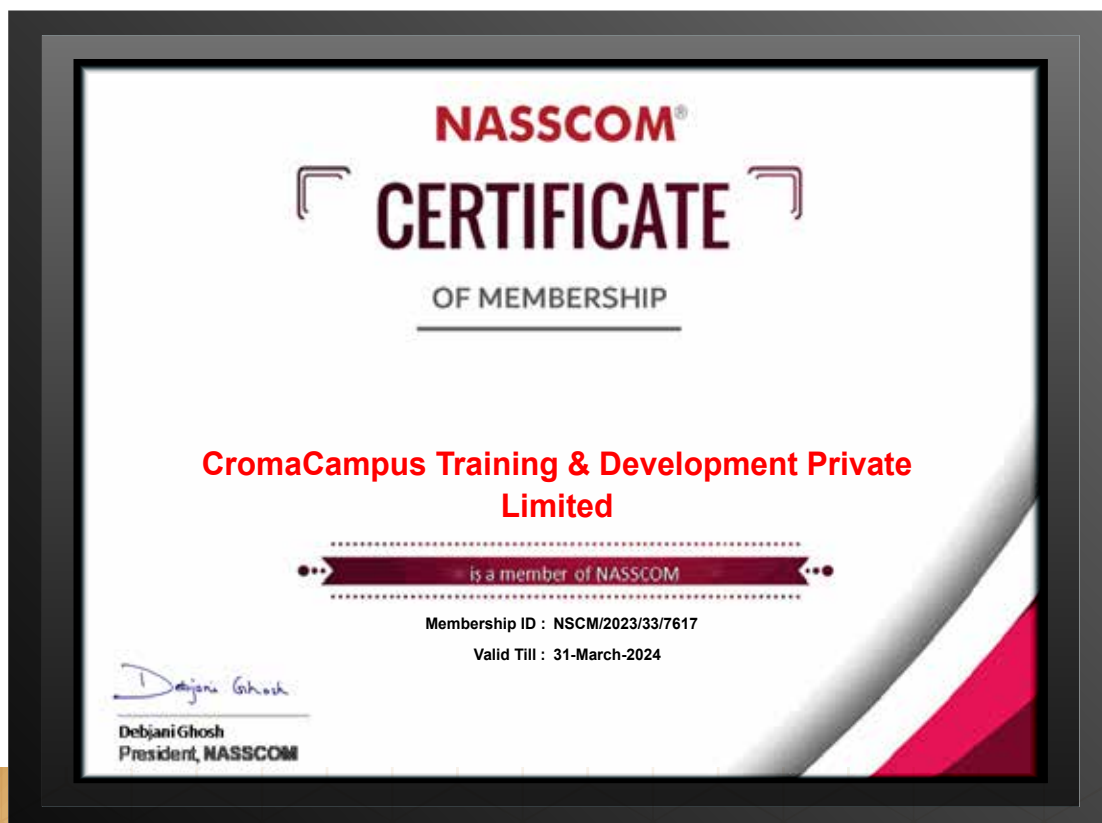 NASSCOM®
CERTIFICATE
OF MEMBERSHIP
CromaCampus Training & Development Private
Limited
is a member of NASSCOM
Membership ID : NSCM/2023/33/7617
Valid Till : 31-March-2024
Debjani Ghosh
Debjani Ghosh
President, NASSCOM